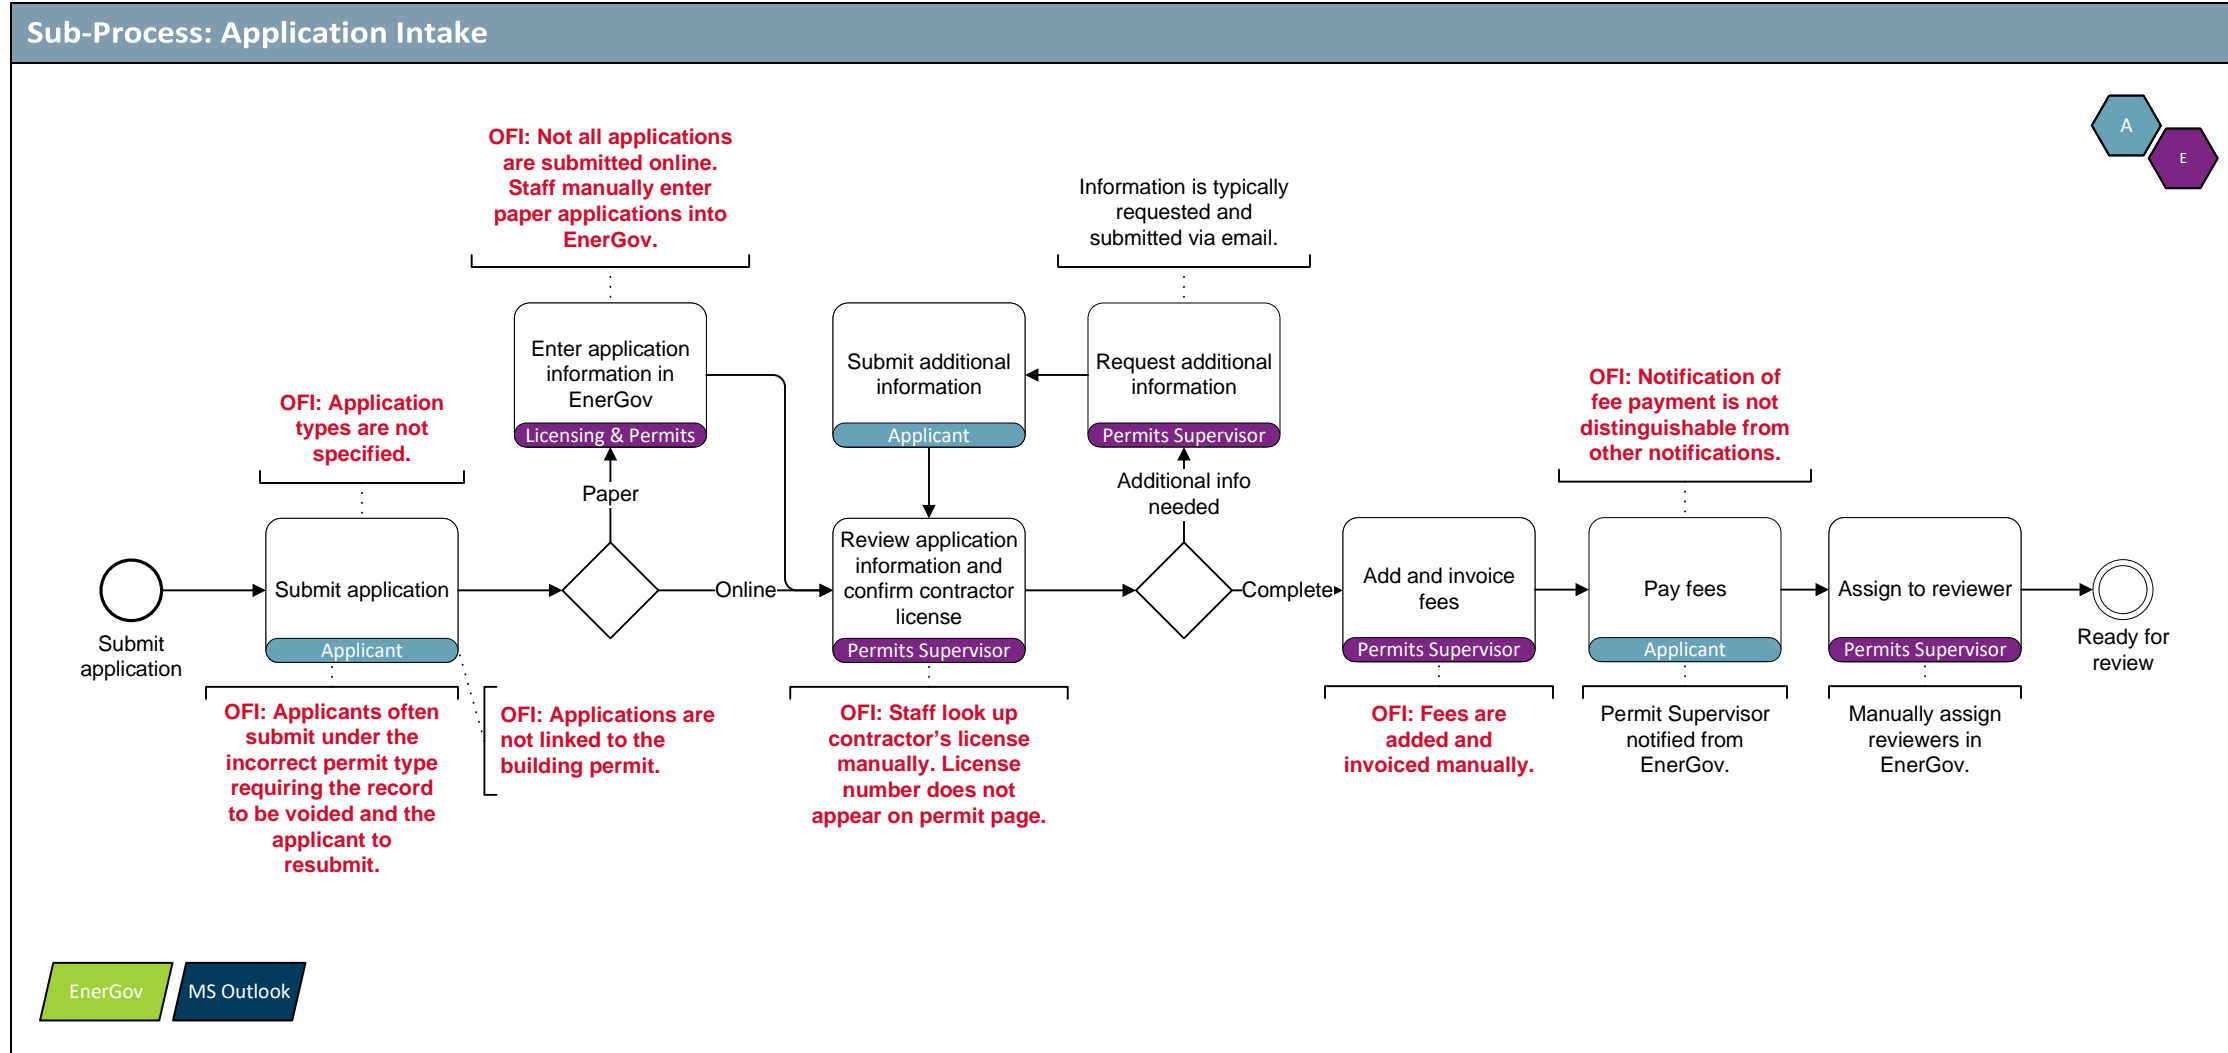 Sub-Process: Application Intake
A
E
OFI: Not all applications
are submitted online.
Staff manually enter
paper applications into
EnerGov.
Information is typically
requested and
submitted via email.
OFI: Application
types are not
specified.
Enter application
information in
EnerGov
Licensing & Permits
Submit additional
information
Applicant
Request additional
information
Permits Supervisor
OFI: Notification of
fee payment is not
distinguishable from
other notifications.
Paper
Additional info
needed
Submit
application
Submit application
Applicant
Online
Review application
information and
confirm contractor
license
Permits Supervisor
Complete
Add and invoice
fees
Permits Supervisor
Pay fees
Applicant
Assign to reviewer
Permits Supervisor
Ready for
review
OFI: Applicants often
submit under the
incorrect permit type
requiring the record
to be voided and the
applicant to
resubmit.
OFI: Applications are
not linked to the
building permit.
OFI: Staff look up
contractor’s license
manually. License
number does not
appear on permit page.
OFI: Fees are
added and
invoiced manually.
Permit Supervisor
notified from
EnerGov.
Manually assign
reviewers in
EnerGov.
EnerGov
MS Outlook